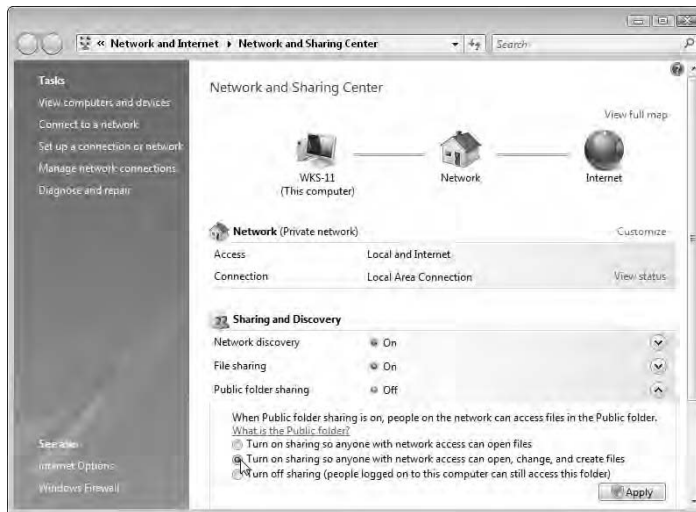 « Network and Internet ▸ Network and Sharing Center
Search
Tasks
View computers and devices
Connect to a network
Set up a connection or network
Manage network connections
Diagnose and repair
See also
Internet Options
Windows Firewall
Network and Sharing Center
View full map
WKS-11
(This computer)
Network
Internet
Network (Private network)
Customize
Access
Local and Internet
Connection
Local Area Connection
View status
Sharing and Discovery
Network discovery
On
File sharing
On
Public folder sharing
Off
When Public folder sharing is on, people on the network can access files in the Public folder.
What is the Public folder?
Turn on sharing so anyone with network access can open files
Turn on sharing so anyone with network access can open, change, and create files
Turn off sharing (people logged on to this computer can still access this folder)
Apply